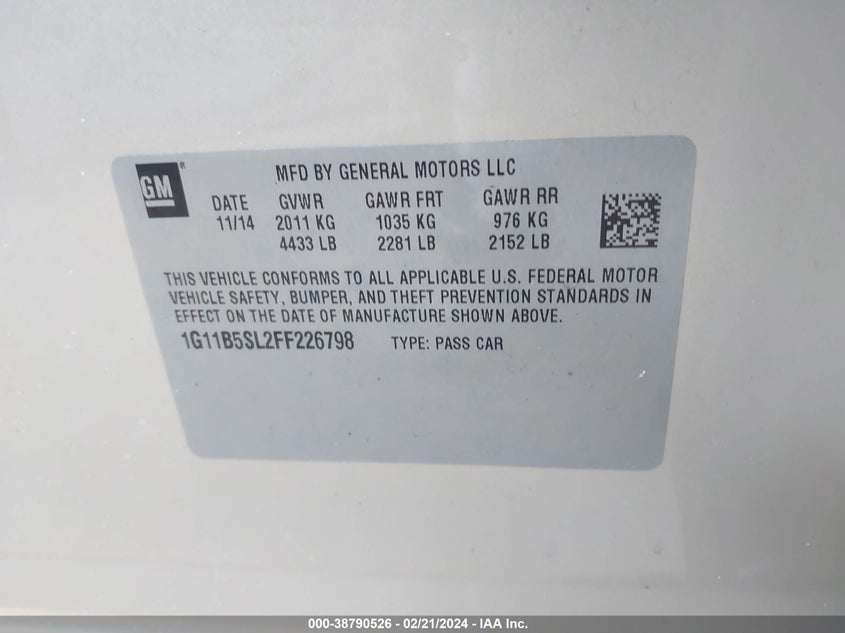 GM
MFD BY GENERAL MOTORS LLC
DATE GVWR GAWR FRT GAWR RR
11/14 2011 KG 1035 KG 976 KG
4433 LB 2281 LB 2152 LB
THIS VEHICLE CONFORMS TO ALL APPLICABLE U.S. FEDERAL MOTOR
VEHICLE SAFETY, BUMPER, AND THEFT PREVENTION STANDARDS IN
EFFECT ON THE DATE OF MANUFACTURE SHOWN ABOVE.
1G11B5SL2FF226798 TYPE: PASS CAR
000-38790526 - 02/21/2024 - IAA Inc.